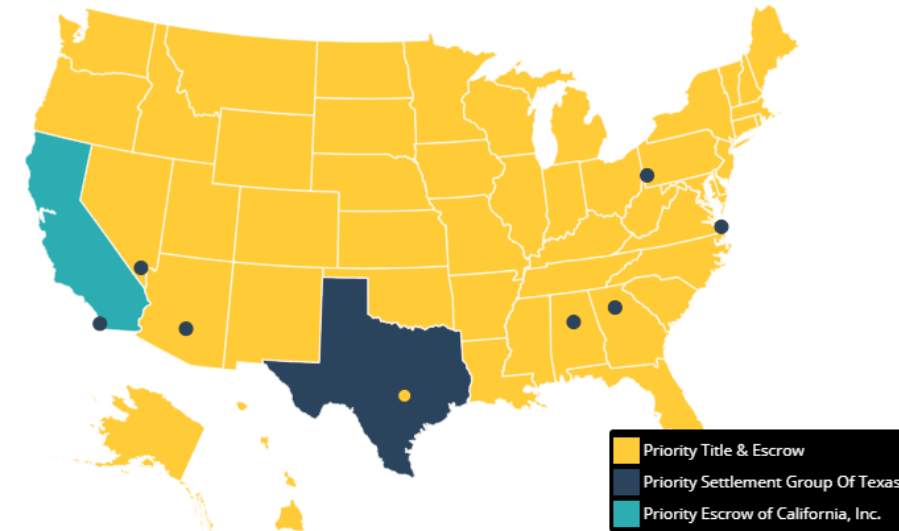 Priority Title & Escrow
Priority Settlement Group Of Texas
Priority Escrow of California, Inc.